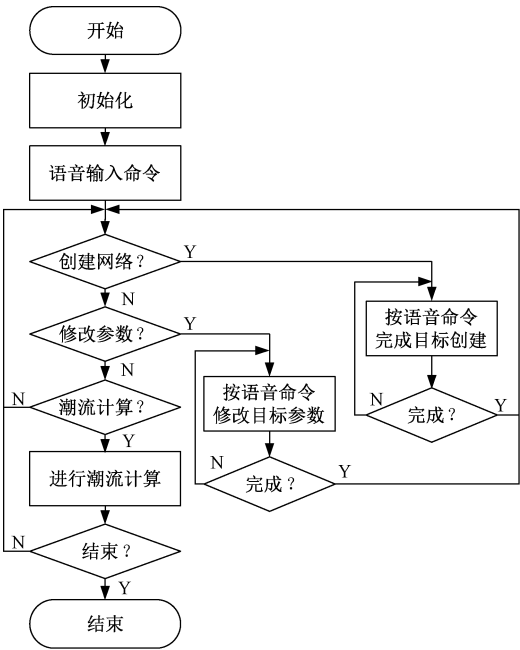 开始
初始化
语音输入命令
创建网络？
Y
N
按语音命令
完成目标创建
修改参数？
Y
N
按语音命令
修改目标参数
潮流计算？
N
Y
完成？
N
Y
进行潮流计算
完成？
N
Y
结束？
N
Y
结束